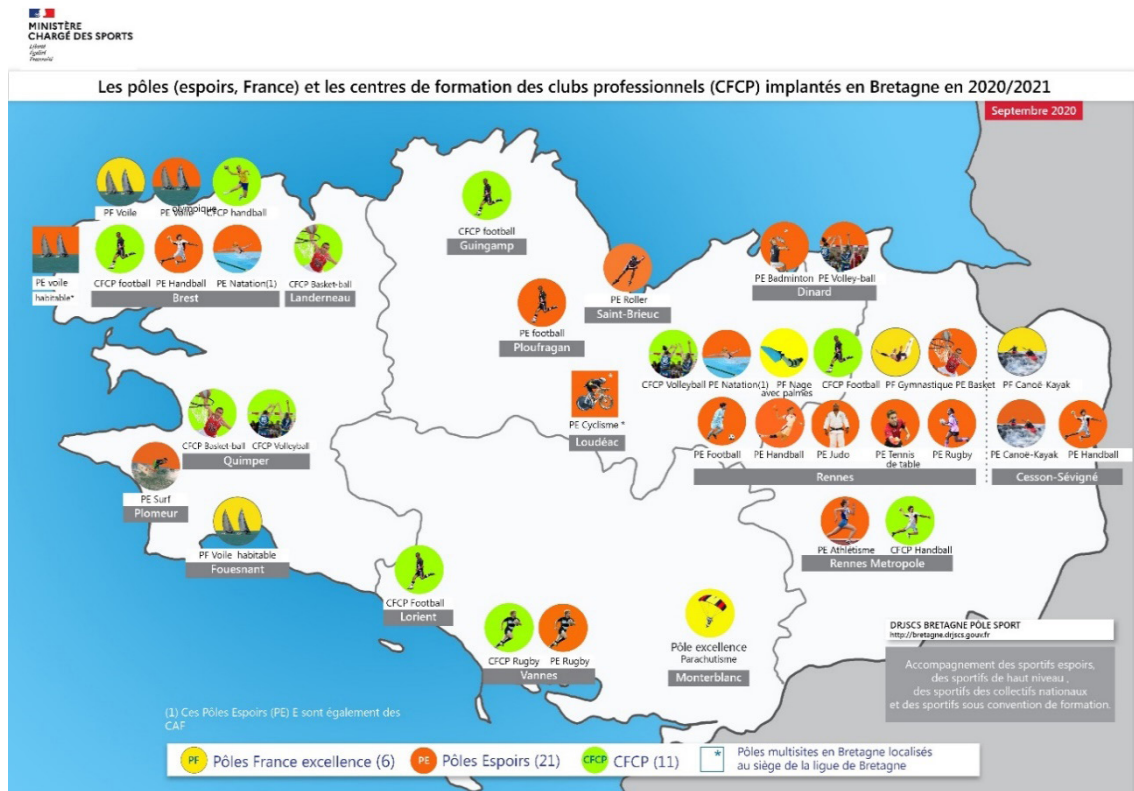 MINISTÈRE
CHARGÉ DES SPORTS
Liberté
Égalité
Fraternité
Les pôles (espoirs, France) et les centres de formation des clubs professionnels (CFCP) implantés en Bretagne en 2020/2021
Septembre 2020
PF Voile
PE Voile
olympique
CFCP handball
PE voile
habitable*
CFCP football
PE Handball
PE Natation(1)
Brest
CFCP Basket-ball
Landerneau
CFCP football
Guingamp
PE Roller
Saint-Brieuc
PE football
Ploufragan
PE Badminton
PE Volley-ball
Dinard
PE Cyclisme *
Loudéac
CFCP Volleyball
PE Natation(1)
PF Nage
avec palmes
CFCP Football
PF Gymnastique
PE Basket
PF Canoë-Kayak
PE Football
PE Handball
PE Judo
PE Tennis
de table
PE Rugby
Rennes
PE Canoë-Kayak
PE Handball
Cesson-Sévigné
CFCP Basket-ball
CFCP Volleyball
Quimper
PE Surf
Plomeur
PF Voile habitable
Fouesnant
CFCP Football
Lorient
CFCP Rugby
PE Rugby
Vannes
Pôle excellence
Parachutisme
Monterblanc
PE Athlétisme
CFCP Handball
Rennes Metropole
DRJSCS BRETAGNE PÔLE SPORT
http://bretagne.drjscs.gouv.fr
Accompagnement des sportifs espoirs,
des sportifs de haut niveau ,
des sportifs des collectifs nationaux
et des sportifs sous convention de formation.
(1) Ces Pôles Espoirs (PE) E sont également des
CAF
PF Pôles France excellence (6)
PE Pôles Espoirs (21)
CFCP CFCP (11)
* Pôles multisites en Bretagne localisés
au siège de la ligue de Bretagne